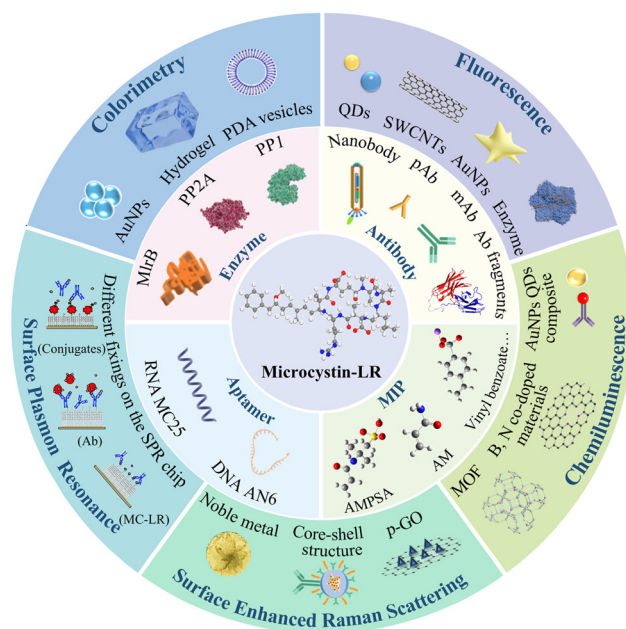 Colorimetry
AuNPs
Hydrogel
PDA vesicles
Fluorescence
QDs
SWCNTs
AuNPs
Enzyme
Chemiluminescence
AuNPs QDs
composite
B, N co-doped
materials
MOF
Surface Enhanced Raman Scattering
Noble metal
Core-shell
structure
p-GO
Surface Plasmon Resonance
Different fixings on the SPR chip
(Conjugates)
(Ab)
(MC-LR)
Enzyme
MlrB
PP2A
PP1
Antibody
Nanobody
pAb
mAb
Ab fragments
MIP
Vinyl benzoate...
AM
AMPSA
Aptamer
RNA MC25
DNA AN6
Microcystin-LR